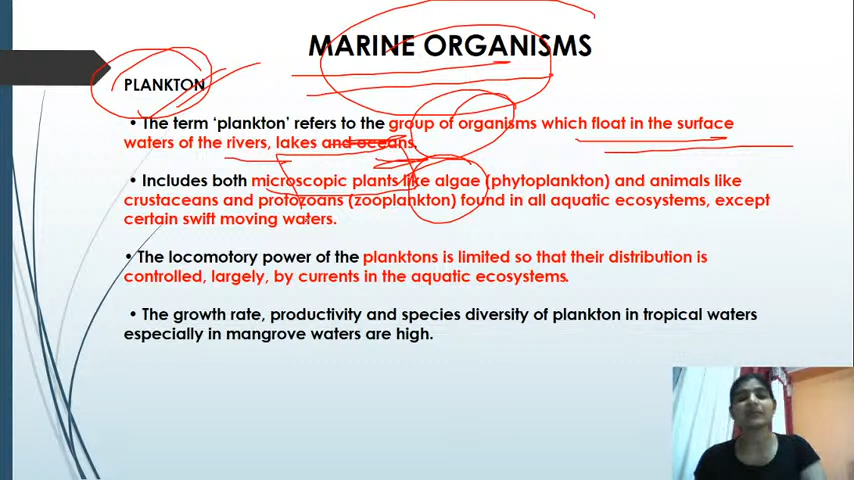 MARINE ORGANISMS
PLANKTON
• The term ‘plankton’ refers to the group of organisms which float in the surface
waters of the rivers, lakes and oceans.
• Includes both microscopic plants like algae (phytoplankton) and animals like
crustaceans and protozoans (zooplankton) found in all aquatic ecosystems, except
certain swift moving waters.
• The locomotory power of the planktons is limited so that their distribution is
controlled, largely, by currents in the aquatic ecosystems.
• The growth rate, productivity and species diversity of plankton in tropical waters
especially in mangrove waters are high.